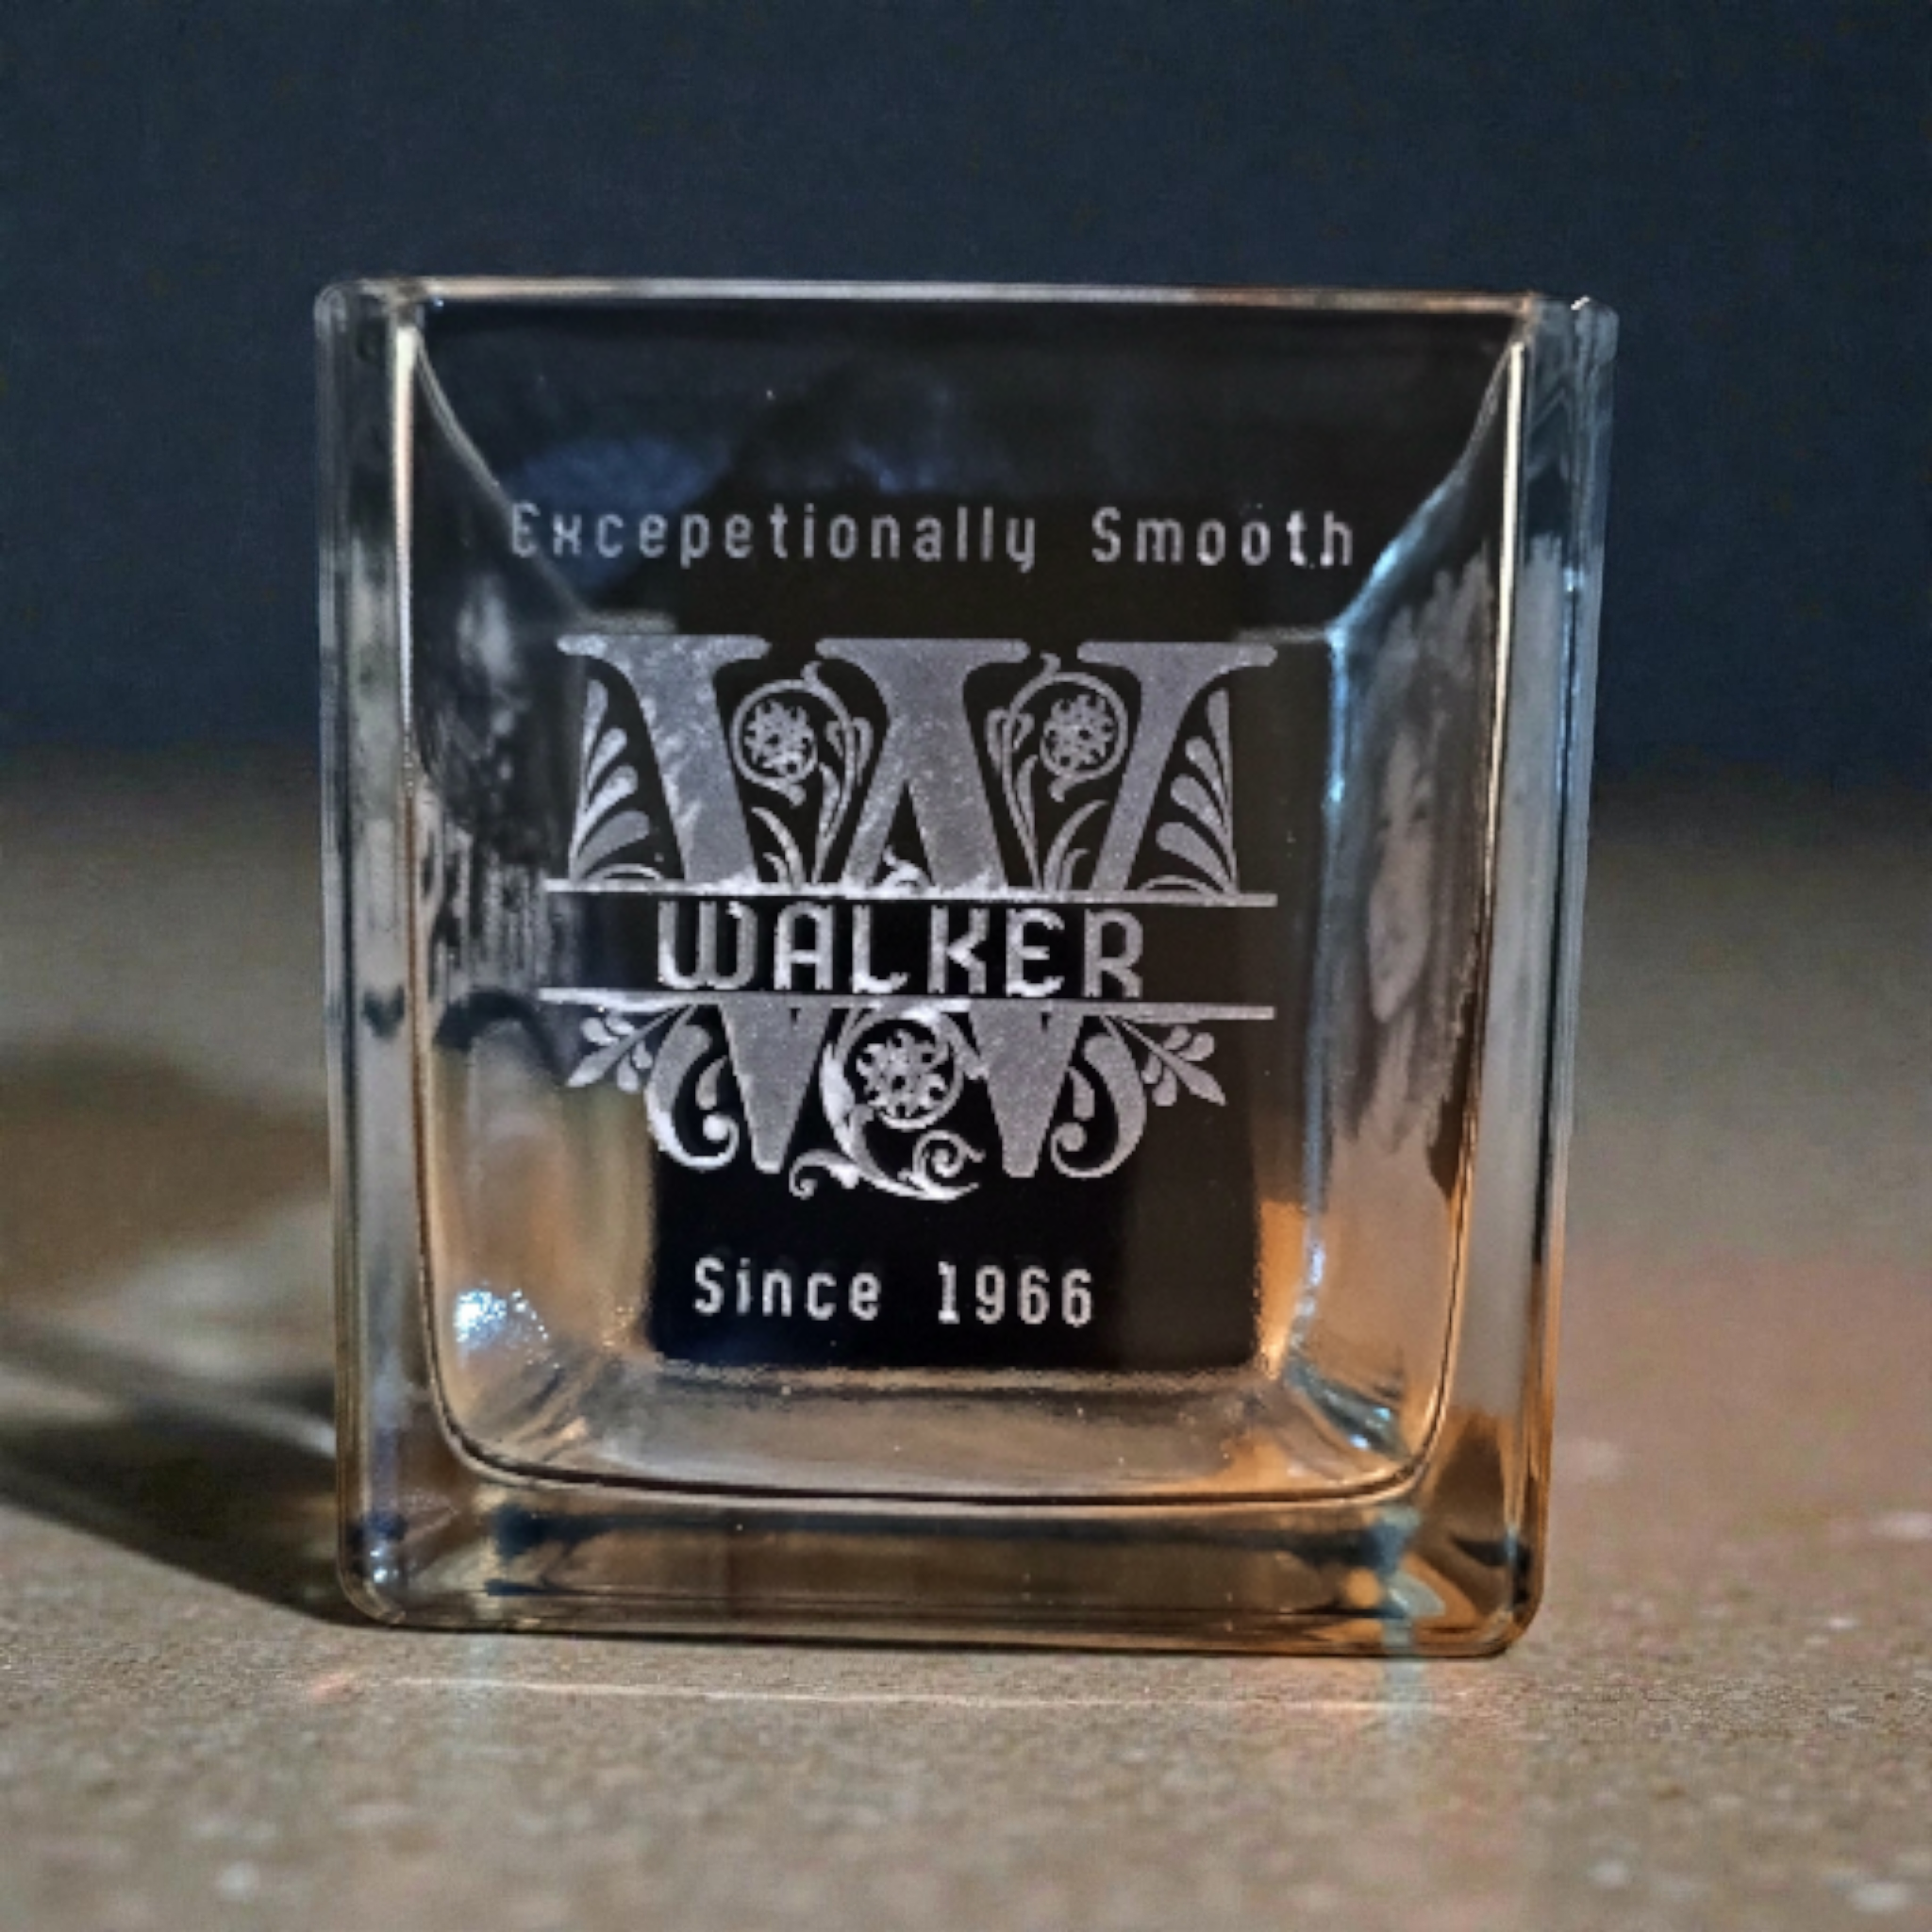 Excepetionally Smooth
W
WALKER
Since 1966